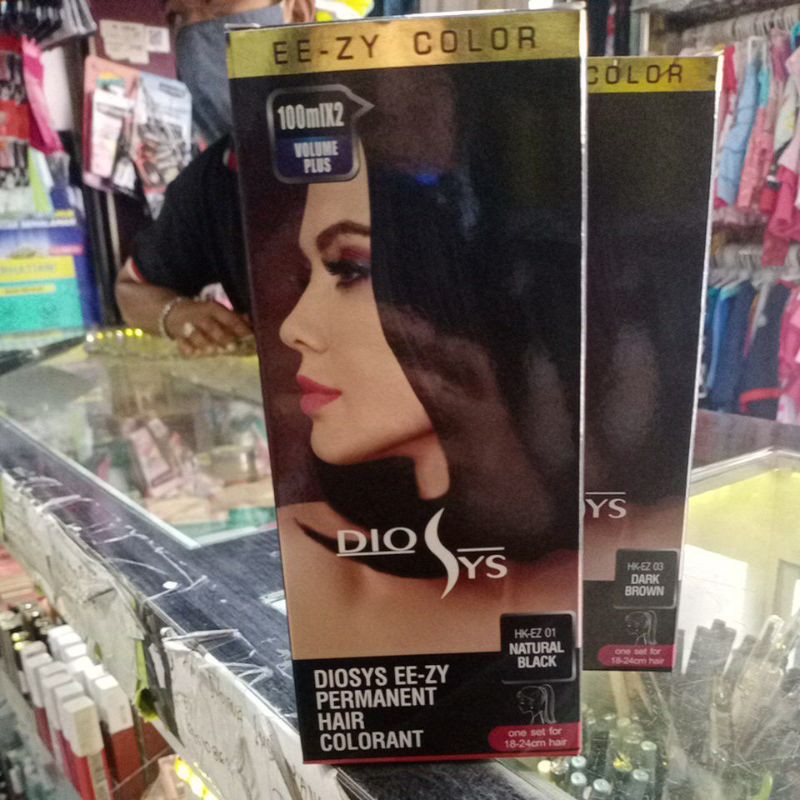 EE-ZY COLOR
100mlX2
VOLUME
PLUS
DIOSYS
HK-EZ 01
NATURAL
BLACK
DIOSYS EE-ZY
PERMANENT
HAIR
COLORANT
one set for
18-24cm hair
COLOR
YS
HK-EZ 03
DARK
BROWN
one set for
18-24cm hair